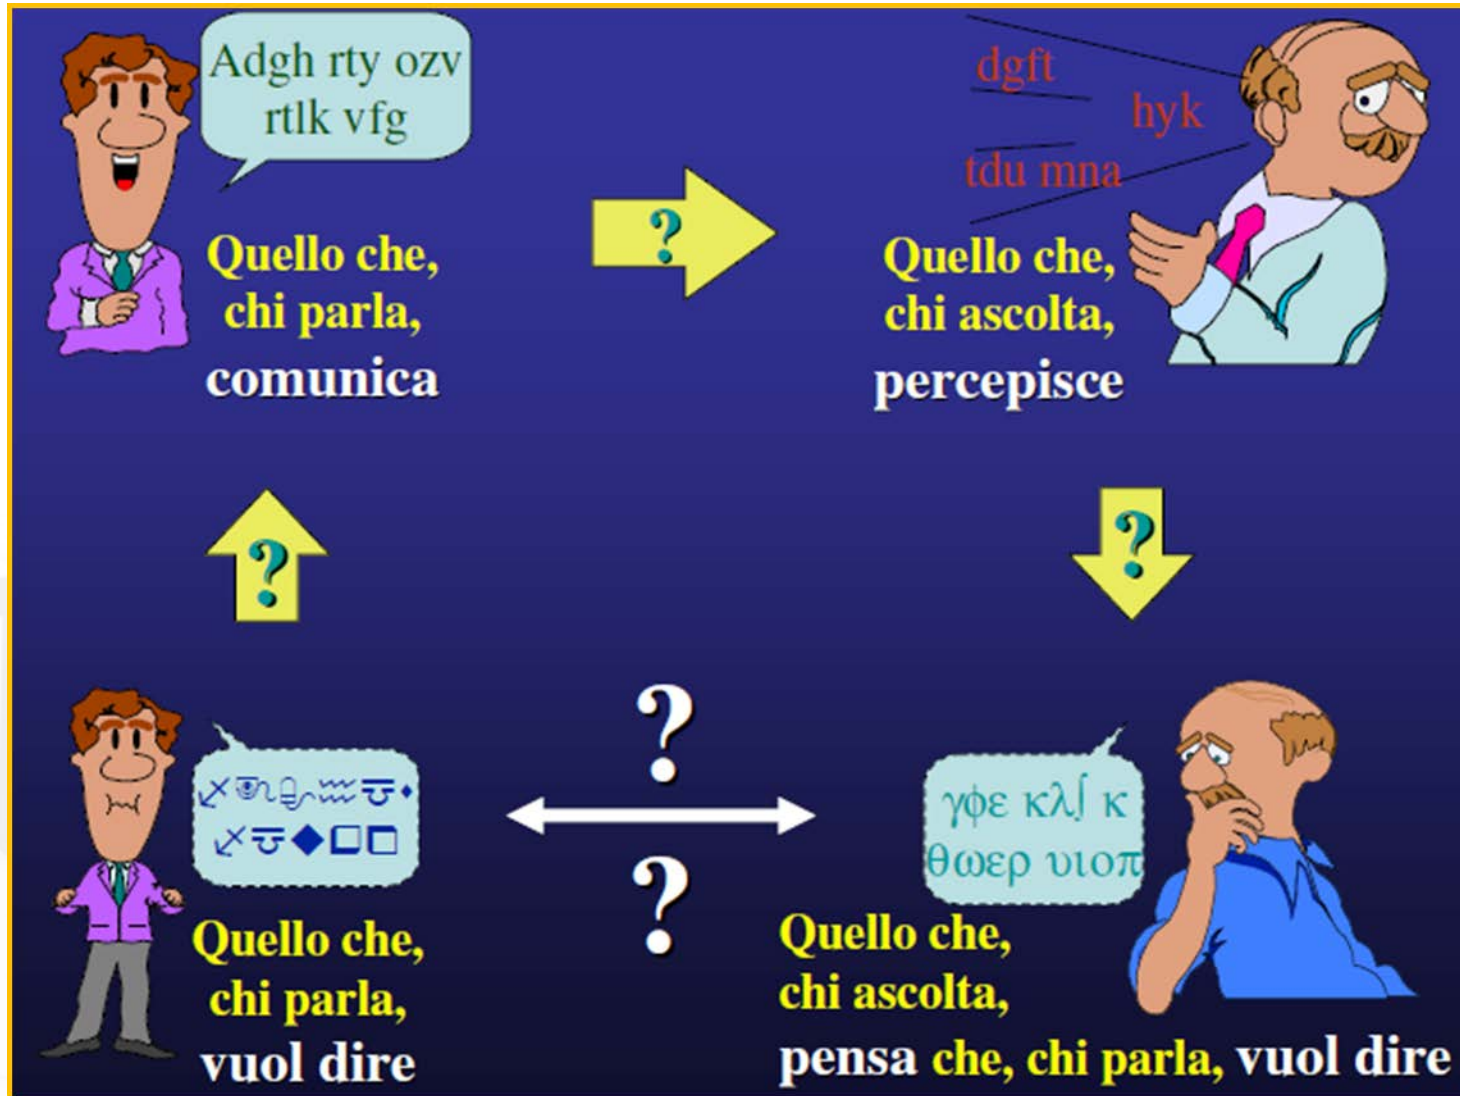 Adgh rty ozv
rtlk vfg
Quello che,
chi parla,
comunica
?
dgft
hyk
tdu mna
Quello che,
chi ascolta,
percepisce
?
?
♐︎
Quello che,
chi parla,
vuol dire
?
?
γφε κλ∫ κ
θωερ υιοπ
Quello che,
chi ascolta,
pensa che, chi parla, vuol dire